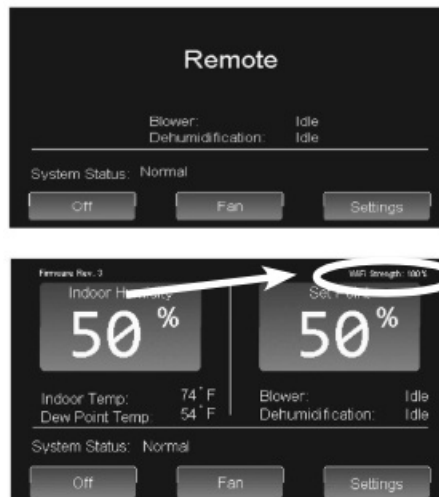 Remote
Blower: Idle
Dehumidification: Idle
System Status: Normal
Off Fan Settings
Firmware Rev. 3 WiFi Strength: 100%
Indoor Humidity Set Point
50 % 50 %
Indoor Temp: 74°F Blower: Idle
Dew Point Temp: 54°F Dehumidification: Idle
System Status: Normal
Off Fan Settings